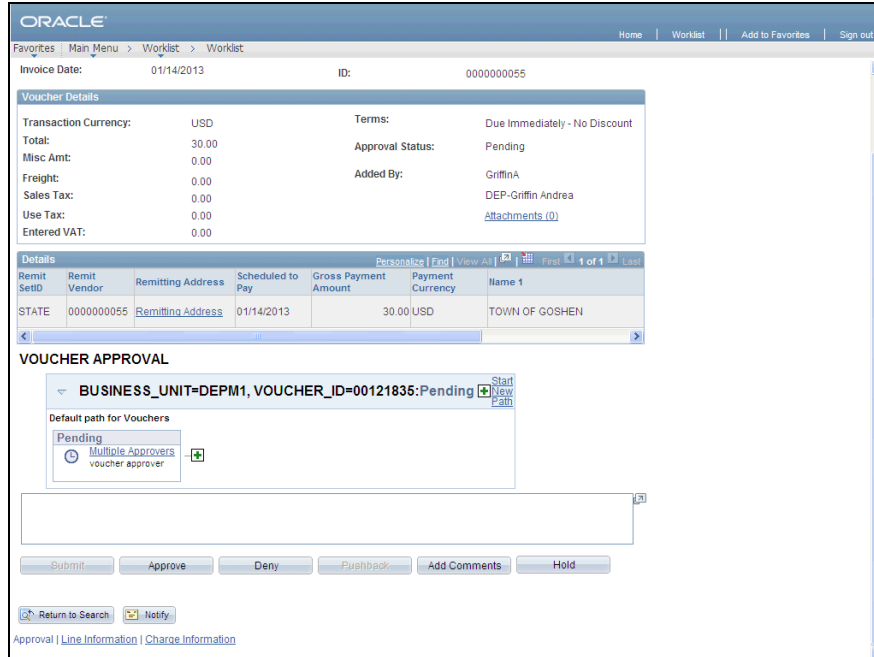 ORACLE
Home | Worklist || Add to Favorites | Sign out
Favorites Main Menu > Worklist > Worklist
Invoice Date: 01/14/2013 ID: 0000000055
Voucher Details
Transaction Currency: USD Terms: Due Immediately - No Discount
Total: 30.00 Approval Status: Pending
Misc Amt: 0.00
Freight: 0.00 Added By: GriffinA
Sales Tax: 0.00 DEP-Griffin Andrea
Use Tax: 0.00 Attachments (0)
Entered VAT: 0.00
Details Personalize | Find | View All | | First 1 of 1 Last
Remit SetID Remit Vendor Remitting Address Scheduled to Pay Gross Payment Amount Payment Currency Name 1
STATE 0000000055 Remitting Address 01/14/2013 30.00 USD TOWN OF GOSHEN
VOUCHER APPROVAL
BUSINESS_UNIT=DEPM1, VOUCHER_ID=00121835:Pending Start New Path
Default path for Vouchers
Pending
Multiple Approvers
voucher approver
Submit Approve Deny Pushback Add Comments Hold
Return to Search Notify
Approval | Line Information | Charge Information